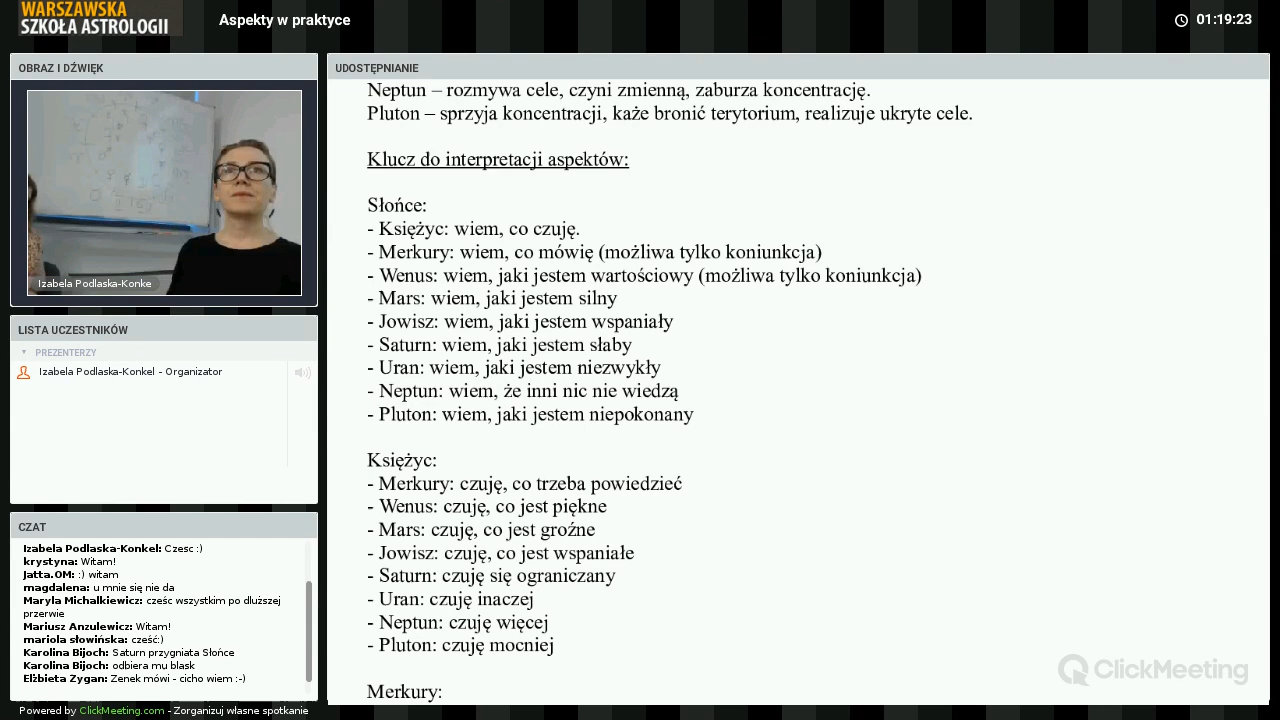 WARSZAWSKA
SZKOŁA ASTROLOGII
Aspekty w praktyce
01:19:23
OBRAZ I DŹWIĘK
Izabela Podlaska-Konke
LISTA UCZESTNIKÓW
PREZENTERZY
Izabela Podlaska-Konkel - Organizator
CZAT
Izabela Podlaska-Konkel: Czesc :)
krystyna: Witam!
Jatta.OM: :) witam
magdalena: u mnie się nie da
Maryla Michalkiewicz: cześc wszystkim po dluższej
przerwie
Mariusz Anzulewicz: Witam!
mariola słowińska: cześć:)
Karolina Bijoch: Saturn przygniata Słońce
Karolina Bijoch: odbiera mu blask
Elżbieta Zygan: Zenek mówi - cicho wiem :-)
Powered by ClickMeeting.com - Zorganizuj własne spotkanie
UDOSTĘPNIANIE
Neptun – rozmywa cele, czyni zmienną, zaburza koncentrację.
Pluton – sprzyja koncentracji, każe bronić terytorium, realizuje ukryte cele.
Klucz do interpretacji aspektów:
Słońce:
- Księżyc: wiem, co czuję.
- Merkury: wiem, co mówię (możliwa tylko koniunkcja)
- Wenus: wiem, jaki jestem wartościowy (możliwa tylko koniunkcja)
- Mars: wiem, jaki jestem silny
- Jowisz: wiem, jaki jestem wspaniały
- Saturn: wiem, jaki jestem słaby
- Uran: wiem, jaki jestem niezwykły
- Neptun: wiem, że inni nic nie wiedzą
- Pluton: wiem, jaki jestem niepokonany
Księżyc:
- Merkury: czuję, co trzeba powiedzieć
- Wenus: czuję, co jest piękne
- Mars: czuję, co jest groźne
- Jowisz: czuję, co jest wspaniałe
- Saturn: czuję się ograniczany
- Uran: czuję inaczej
- Neptun: czuję więcej
- Pluton: czuję mocniej
Merkury:
ClickMeeting